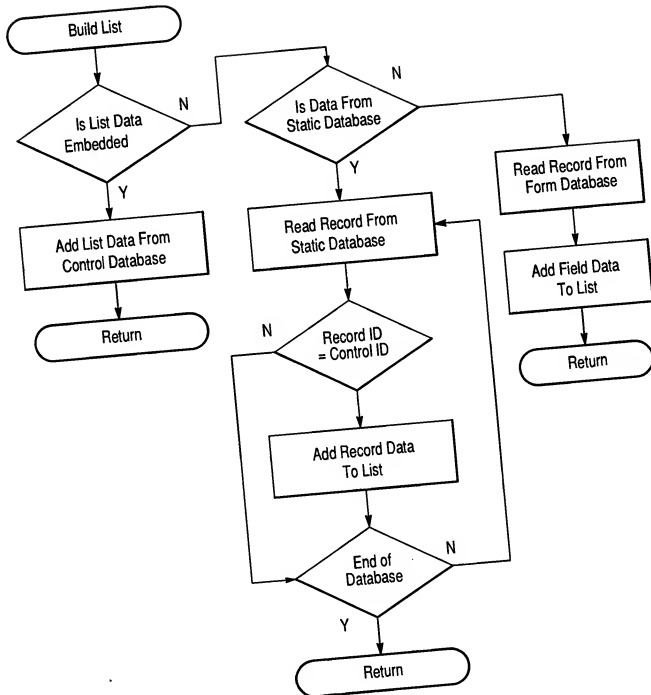 Build List
Is List Data
Embedded
N
Y
Add List Data From
Control Database
Return
Is Data From
Static Database
N
Y
Read Record From
Static Database
Record ID
= Control ID
N
Add Record Data
To List
End of
Database
N
Y
Return
Read Record From
Form Database
Add Field Data
To List
Return